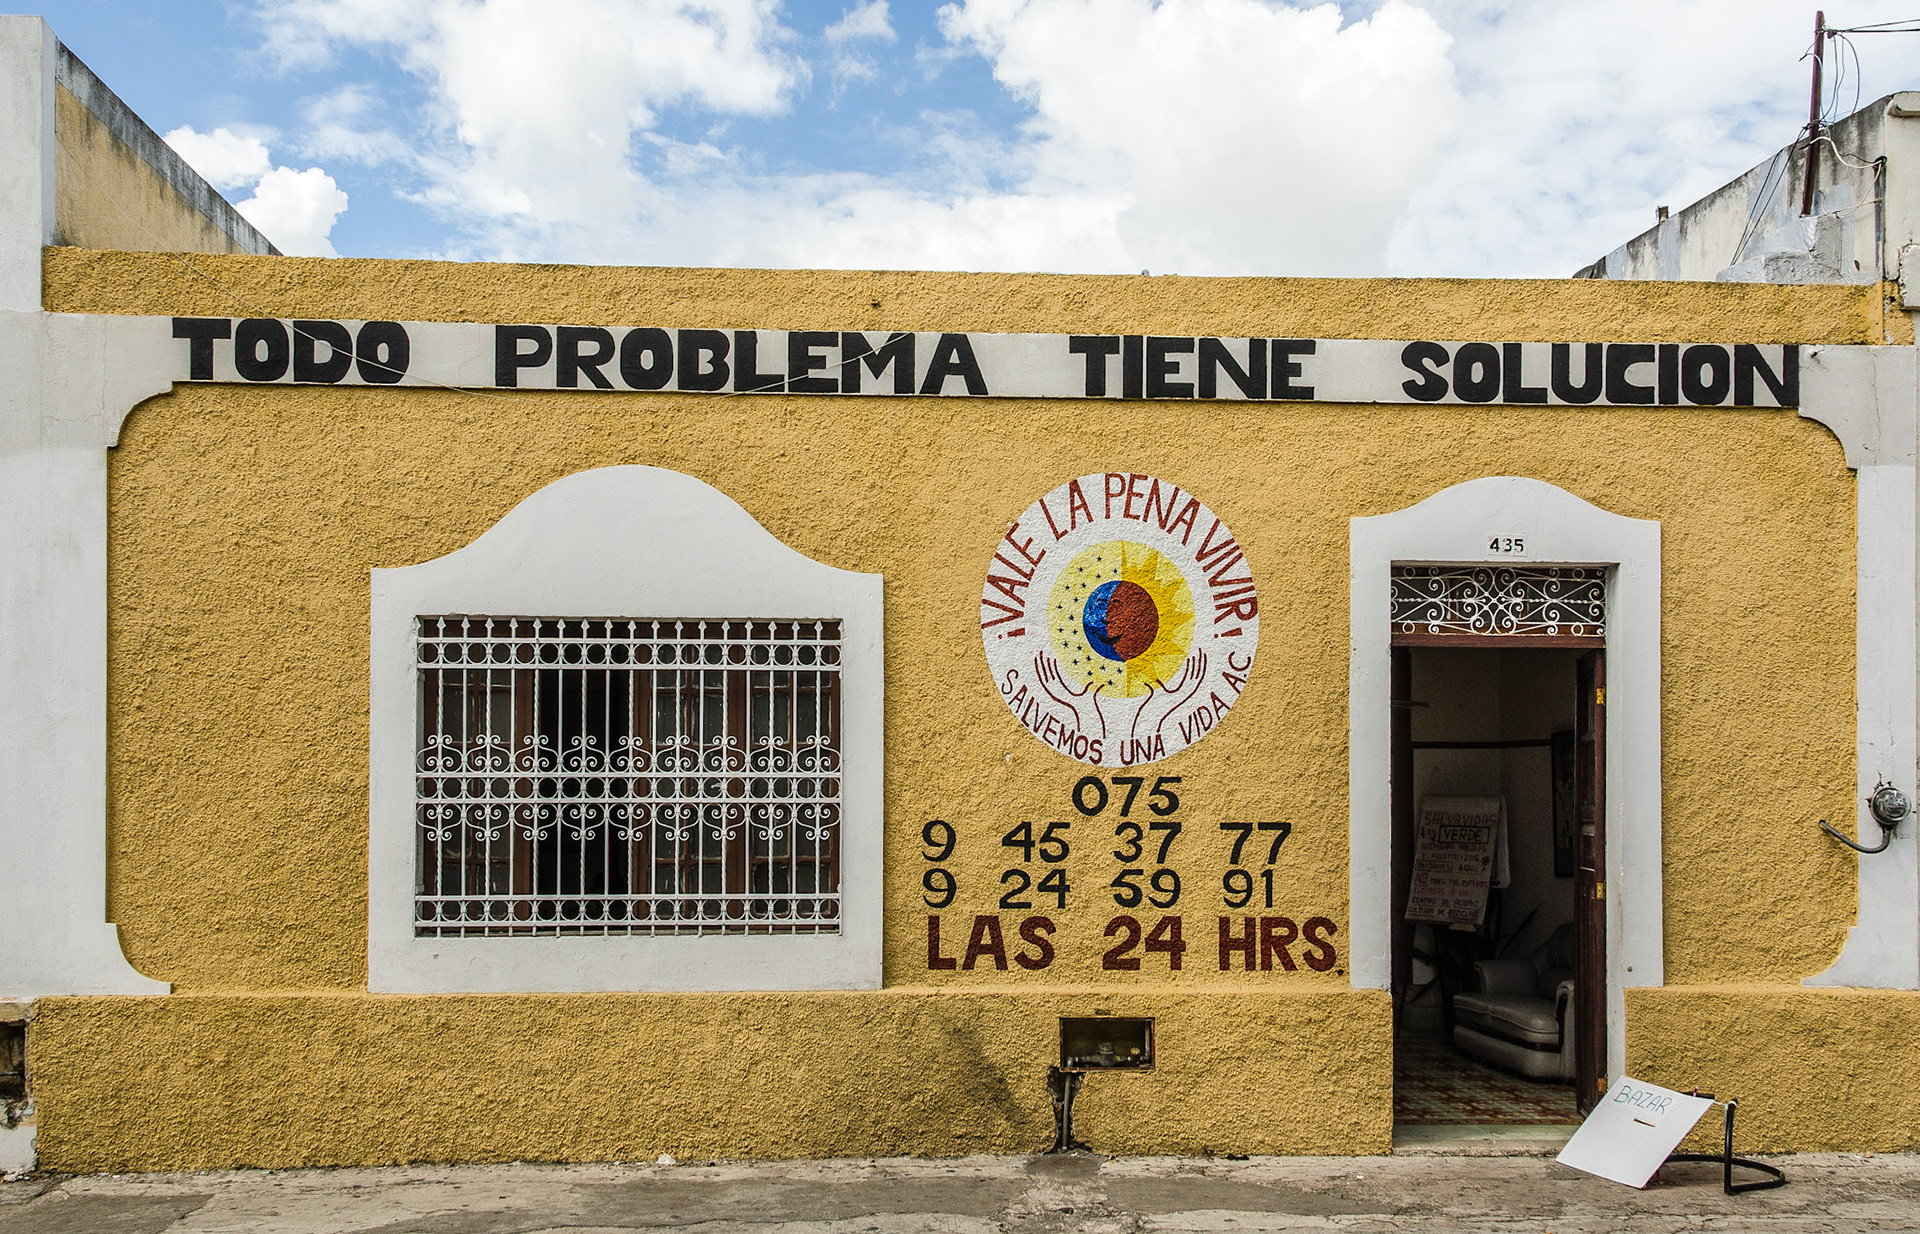 TODO PROBLEMA TIENE SOLUCION
¡VALE LA PENA VIVIR!
SALVEMOS UNA VIDA A.C
075
9 45 37 77
9 24 59 91
LAS 24 HRS.
435
SALVAVIDAS
VERDE
BAZAR